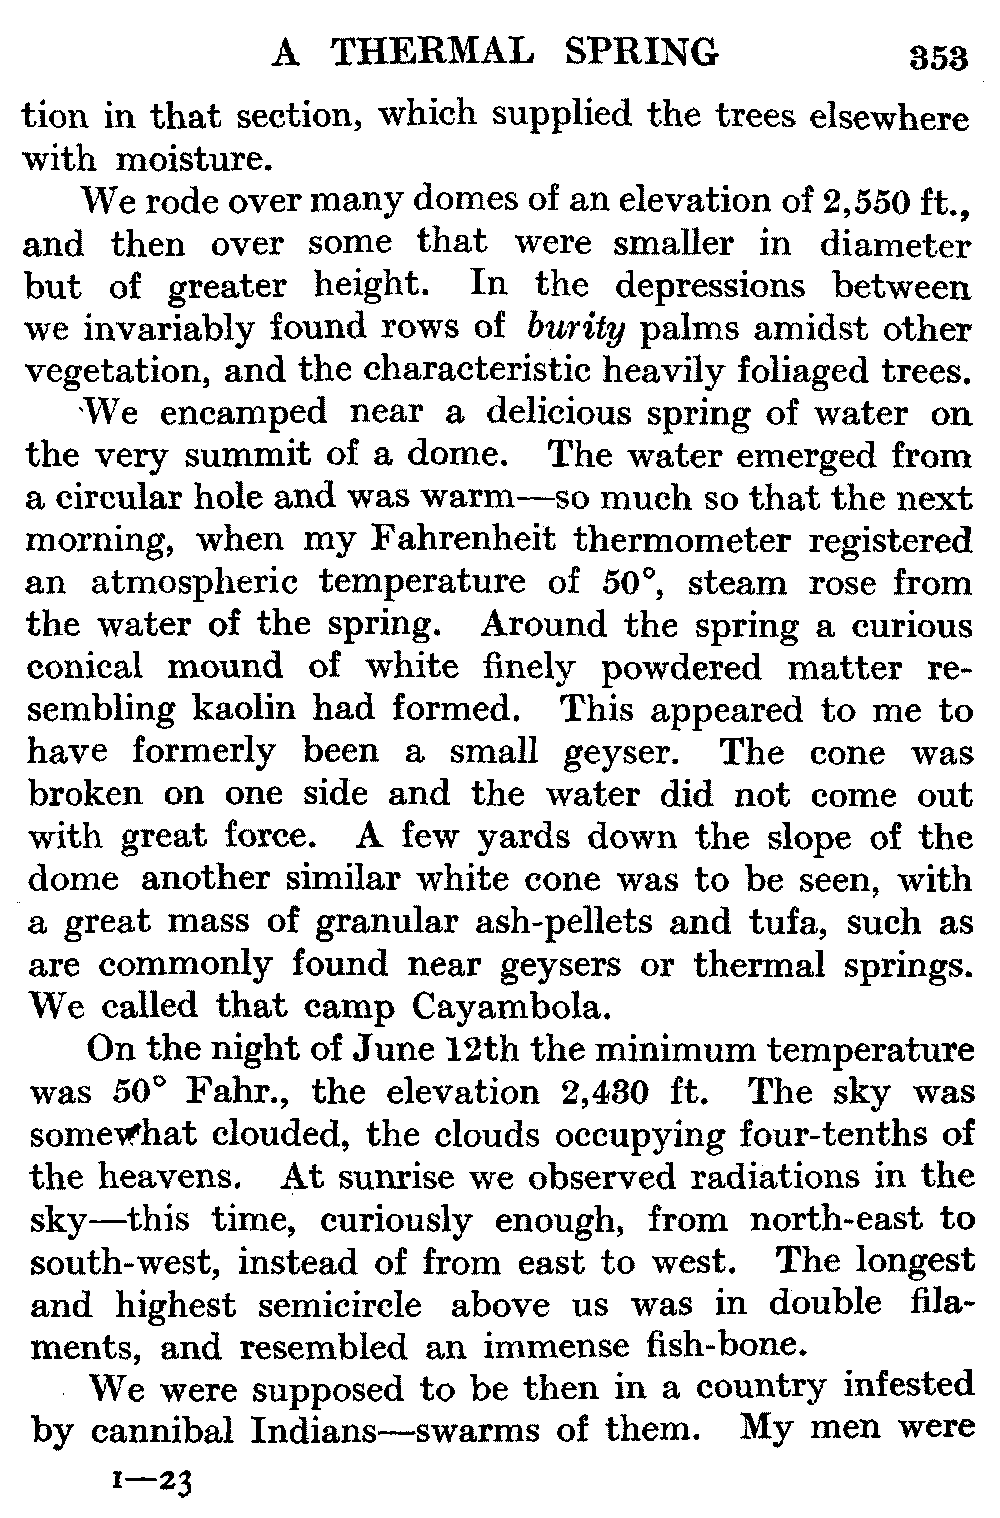 A THERMAL SPRING 353
tion in that section, which supplied the trees elsewhere
with moisture.
We rode over many domes of an elevation of 2,550 ft.,
and then over some that were smaller in diameter
but of greater height. In the depressions between
we invariably found rows of burity palms amidst other
vegetation, and the characteristic heavily foliaged trees.
We encamped near a delicious spring of water on
the very summit of a dome. The water emerged from
a circular hole and was warm—so much so that the next
morning, when my Fahrenheit thermometer registered
an atmospheric temperature of 50°, steam rose from
the water of the spring. Around the spring a curious
conical mound of white finely powdered matter re-
sembling kaolin had formed. This appeared to me to
have formerly been a small geyser. The cone was
broken on one side and the water did not come out
with great force. A few yards down the slope of the
dome another similar white cone was to be seen, with
a great mass of granular ash-pellets and tufa, such as
are commonly found near geysers or thermal springs.
We called that camp Cayambola.
On the night of June 12th the minimum temperature
was 50° Fahr., the elevation 2,430 ft. The sky was
somewhat clouded, the clouds occupying four-tenths of
the heavens. At sunrise we observed radiations in the
sky—this time, curiously enough, from north-east to
south-west, instead of from east to west. The longest
and highest semicircle above us was in double fila-
ments, and resembled an immense fish-bone.
We were supposed to be then in a country infested
by cannibal Indians—swarms of them. My men were
I—23